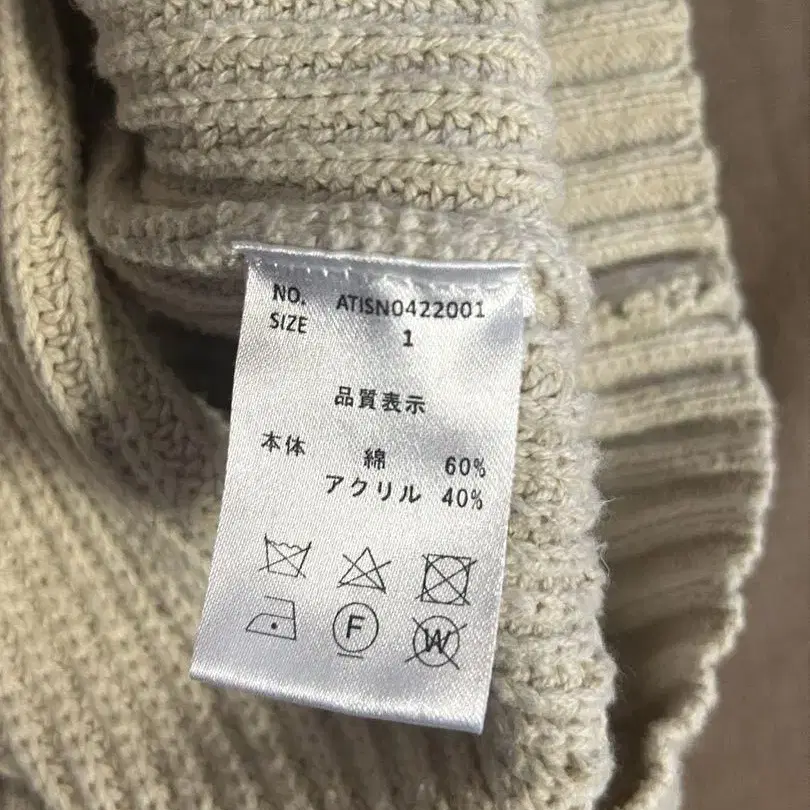 NO. ATISN0422001
SIZE 1
品質表示
本体 綿 60%
アクリル 40%
F W